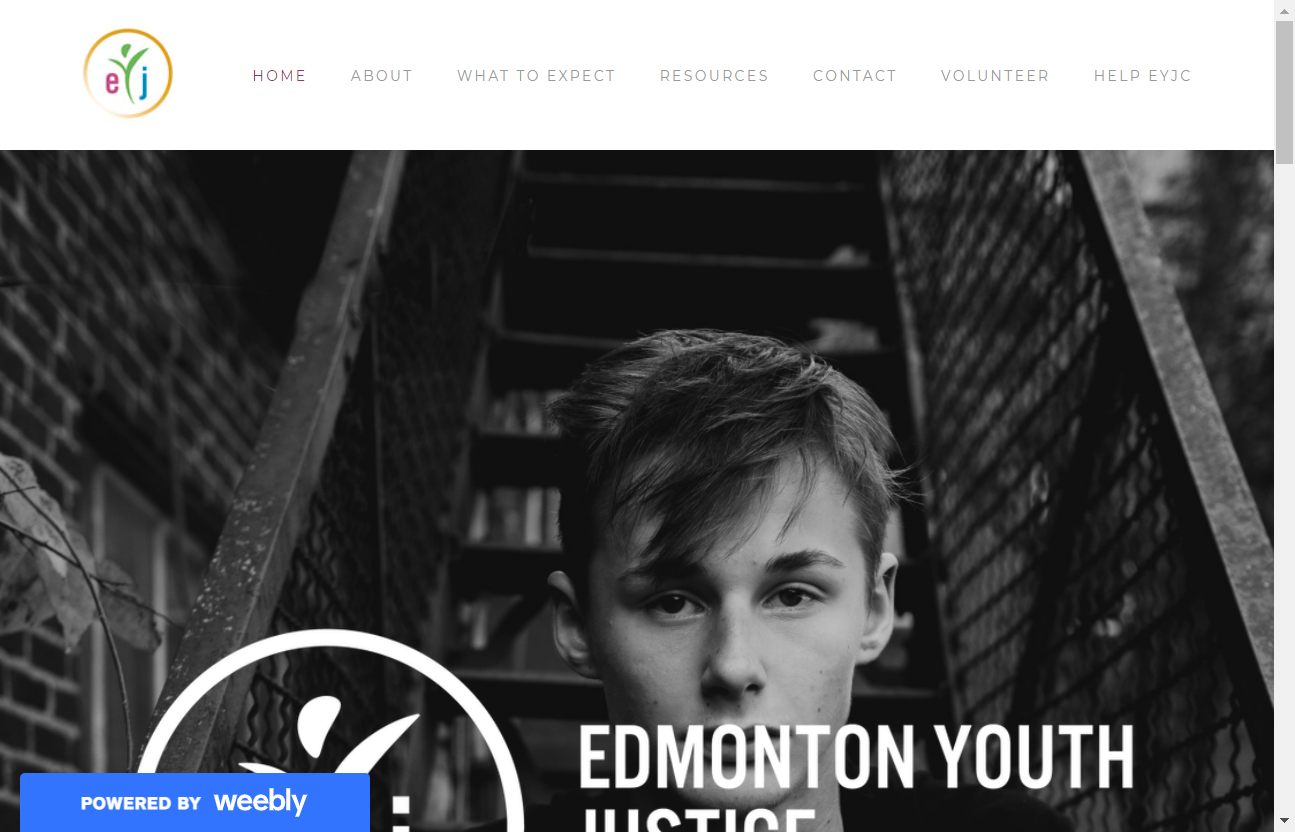 eYj
HOME ABOUT WHAT TO EXPECT RESOURCES CONTACT VOLUNTEER HELP EYJC
EDMONTON YOUTH
JUSTICE
POWERED BY weebly